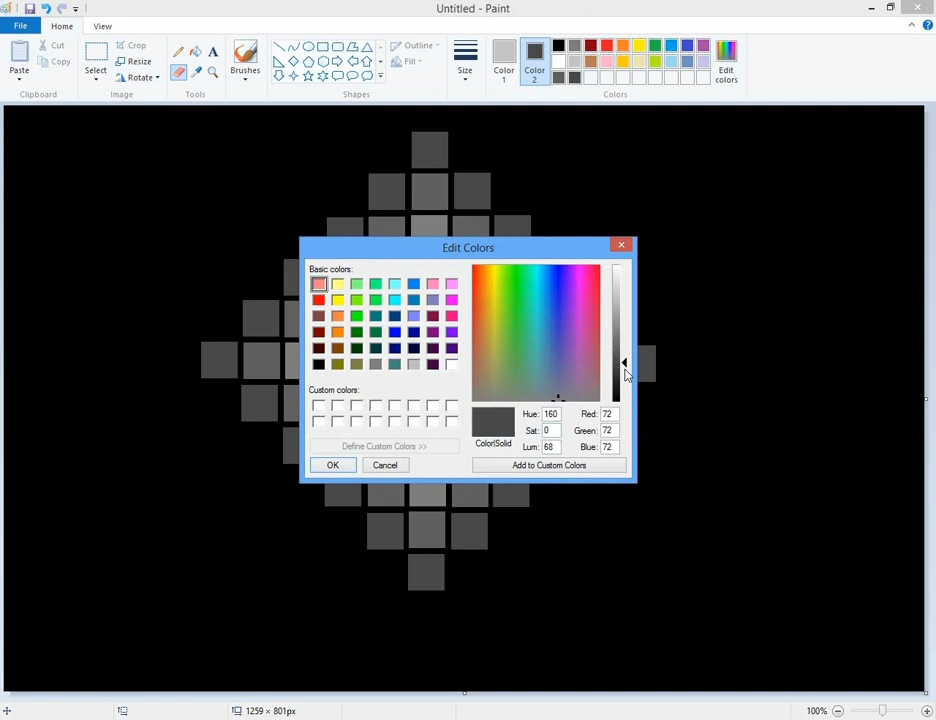 Untitled - Paint
File Home View
Paste
Cut
Copy
Clipboard
Select
Crop
Resize
Rotate
Image
A
Tools
Brushes
Outline
Fill
Shapes
Size
Color 1
Color 2
Edit colors
Colors
Edit Colors
Basic colors:
Custom colors:
Define Custom Colors >>
OK Cancel
Color|Solid
Hue: 160 Red: 72
Sat: 0 Green: 72
Lum: 68 Blue: 72
Add to Custom Colors
1259 × 801px
100%